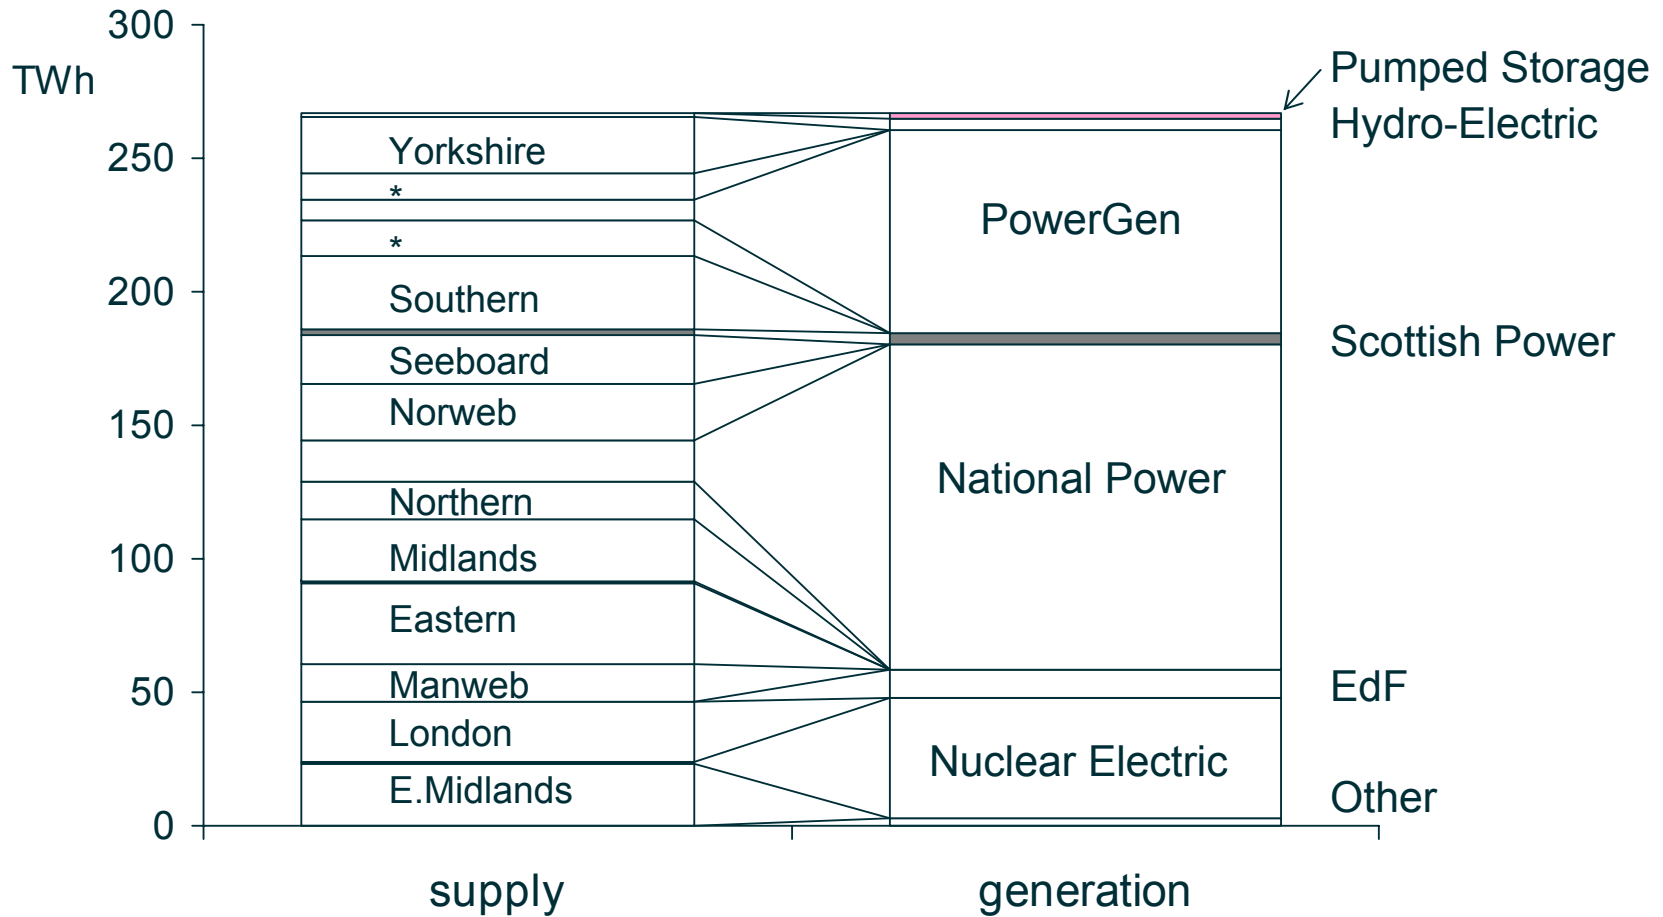 300
TWh
250
200
150
100
50
0
Yorkshire
*
*
Southern
Seeboard
Norweb
Northern
Midlands
Eastern
Manweb
London
E.Midlands
PowerGen
National Power
Nuclear Electric
Pumped Storage
Hydro-Electric
Scottish Power
EdF
Other
supply
generation